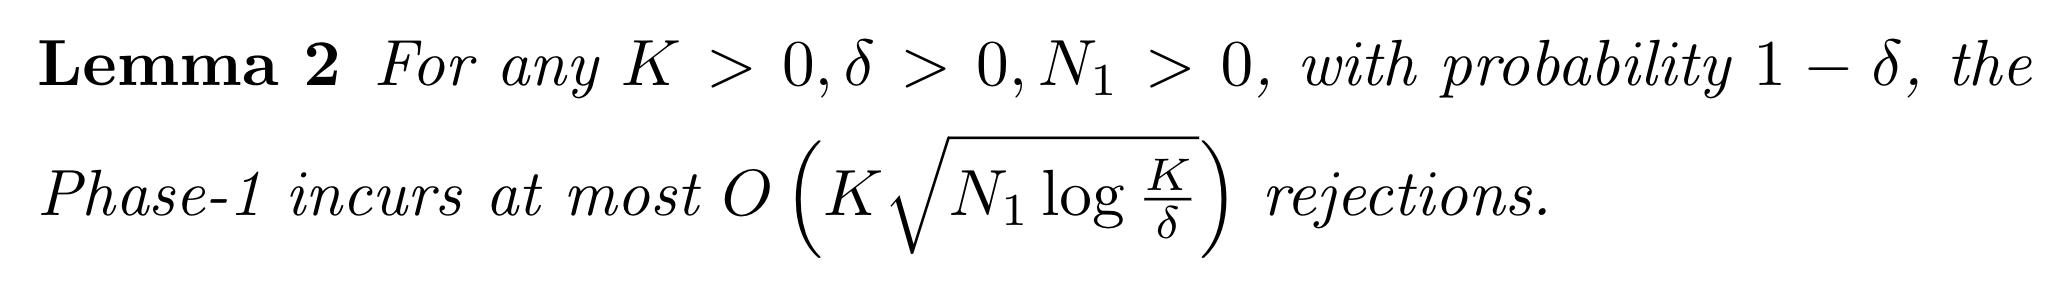 Lemma 2 For any K > 0, δ > 0, N₁ > 0, with probability 1 − δ, the
Phase-1 incurs at most O(K√(N₁ log K/δ)) rejections.